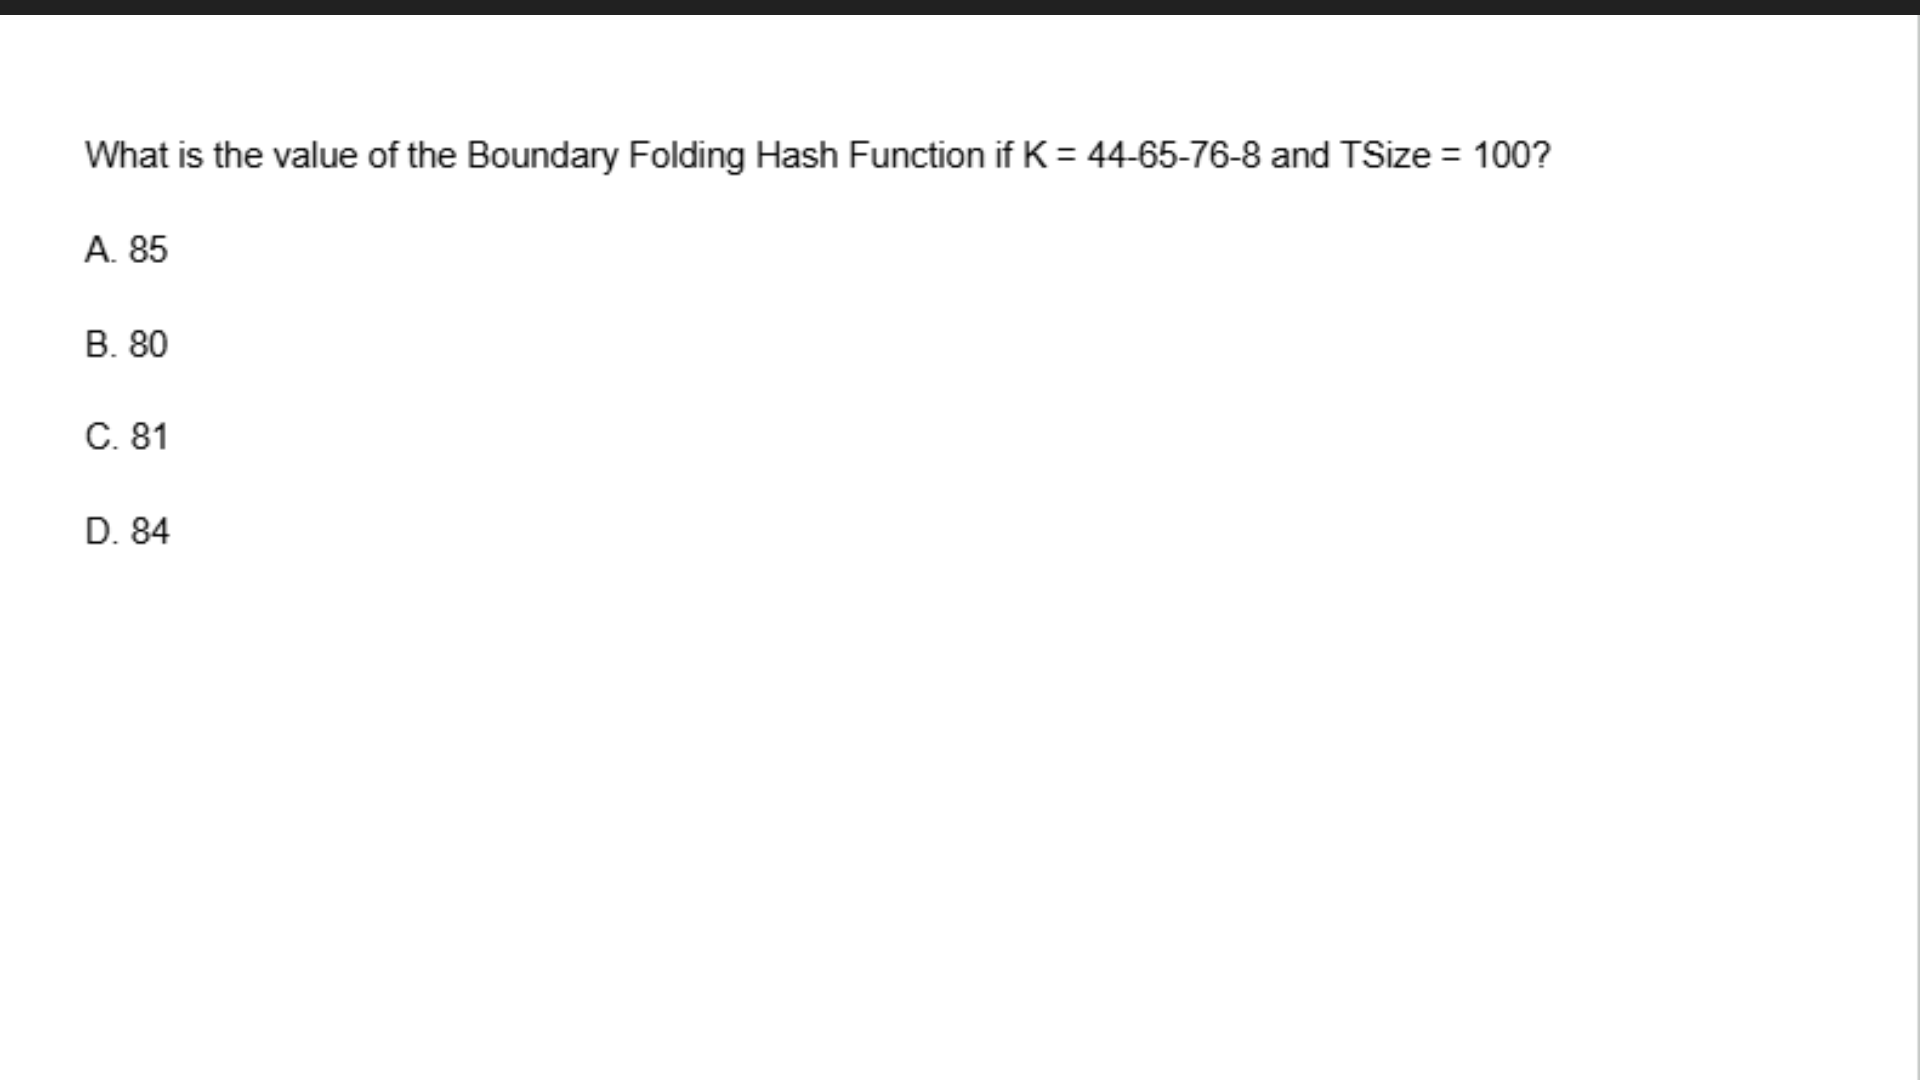 What is the value of the Boundary Folding Hash Function if K = 44-65-76-8 and TSize = 100?
A. 85
B. 80
C. 81
D. 84